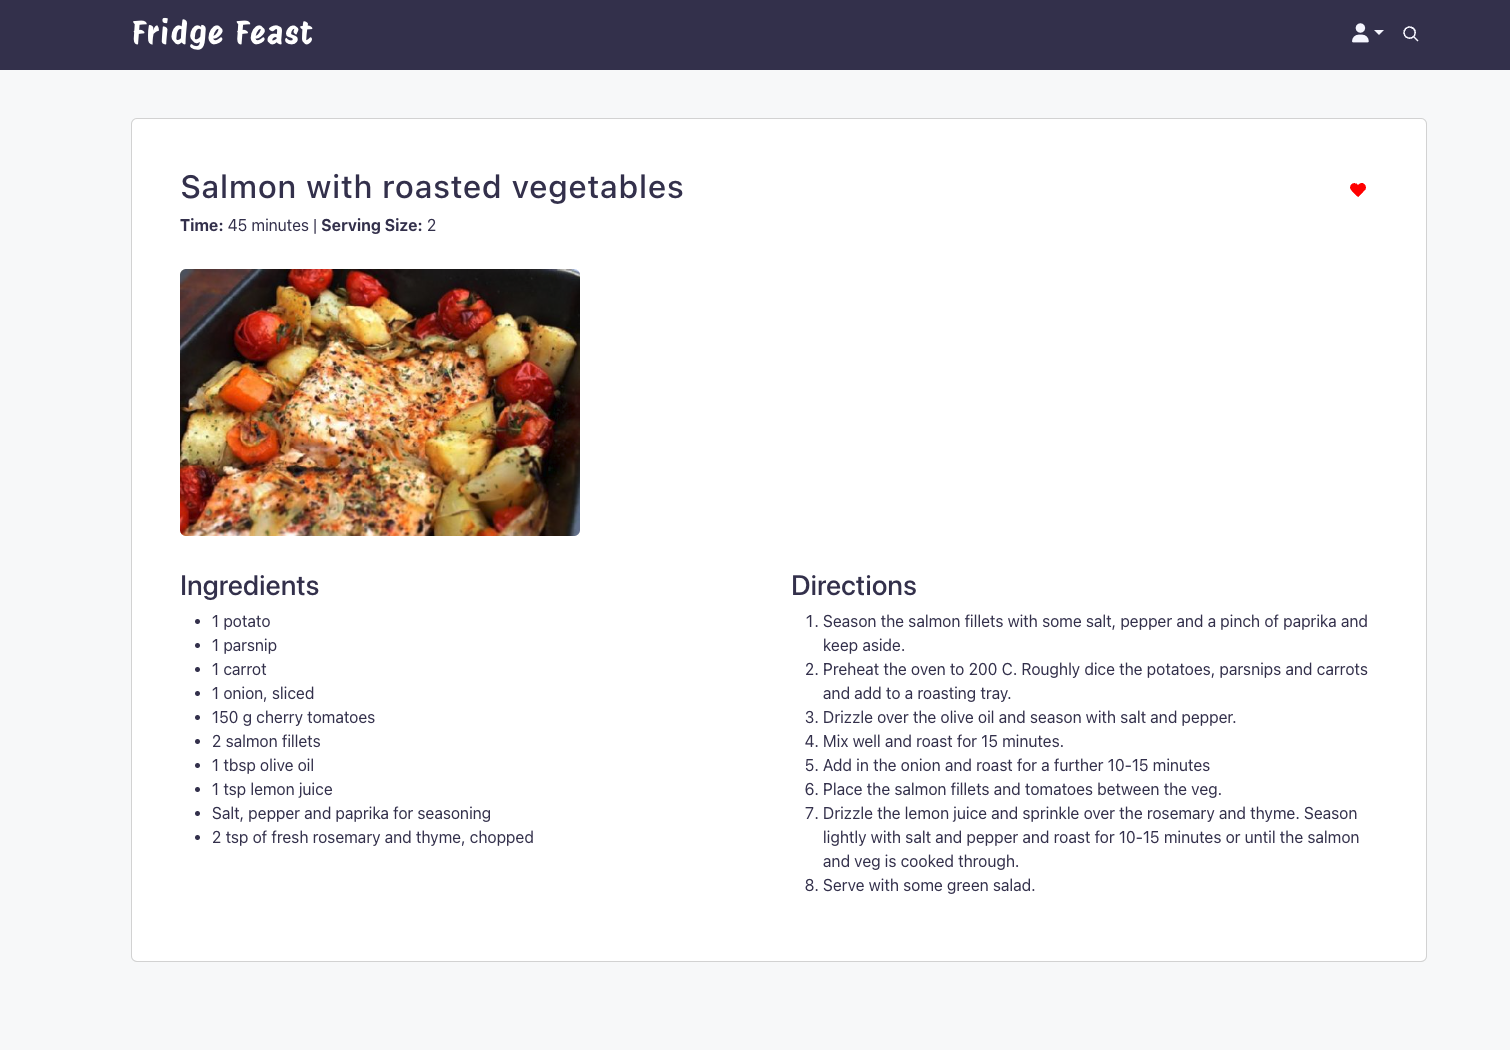 Fridge Feast
Salmon with roasted vegetables
Time: 45 minutes | Serving Size: 2
Ingredients
• 1 potato
• 1 parsnip
• 1 carrot
• 1 onion, sliced
• 150 g cherry tomatoes
• 2 salmon fillets
• 1 tbsp olive oil
• 1 tsp lemon juice
• Salt, pepper and paprika for seasoning
• 2 tsp of fresh rosemary and thyme, chopped
Directions
1. Season the salmon fillets with some salt, pepper and a pinch of paprika and
keep aside.
2. Preheat the oven to 200 C. Roughly dice the potatoes, parsnips and carrots
and add to a roasting tray.
3. Drizzle over the olive oil and season with salt and pepper.
4. Mix well and roast for 15 minutes.
5. Add in the onion and roast for a further 10-15 minutes
6. Place the salmon fillets and tomatoes between the veg.
7. Drizzle the lemon juice and sprinkle over the rosemary and thyme. Season
lightly with salt and pepper and roast for 10-15 minutes or until the salmon
and veg is cooked through.
8. Serve with some green salad.